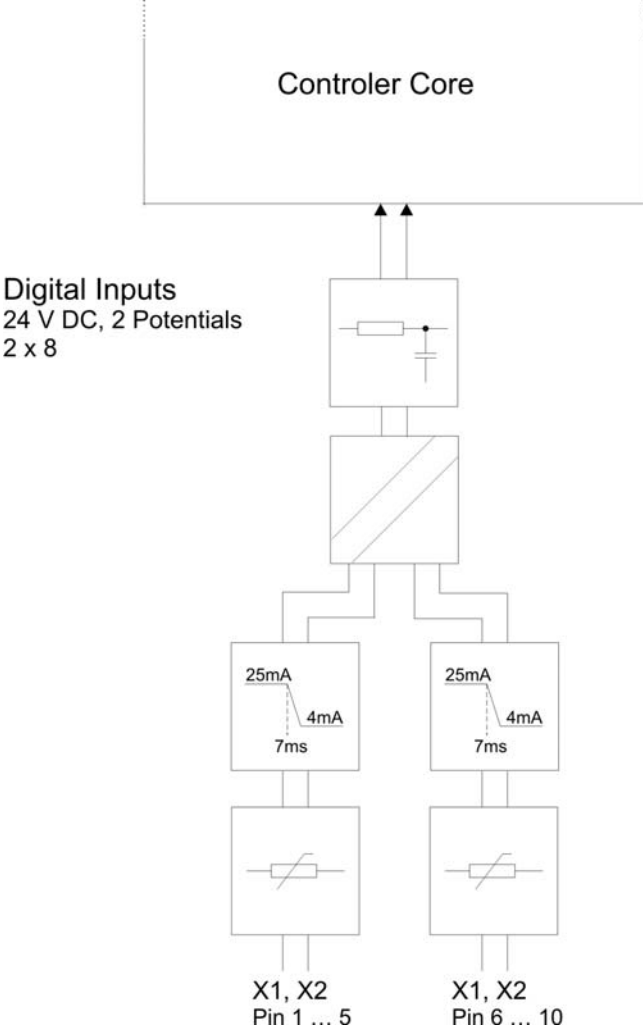 Controler Core
Digital Inputs
24 V DC, 2 Potentials
2 x 8
25mA
4mA
7ms
25mA
4mA
7ms
X1, X2
Pin 1 ... 5
X1, X2
Pin 6 ... 10